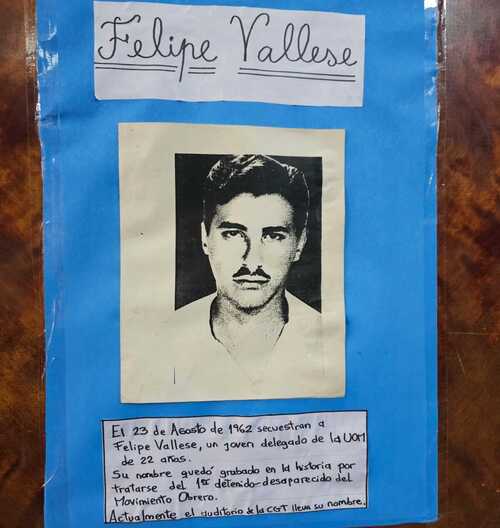 Felipe Vallese
El 23 de Agosto de 1962 secuestran a
Felipe Vallese, un joven delegado de la UOM
de 22 años.
Su nombre quedó grabado en la historia por
tratarse del 1er detenido-desaparecido del
Movimiento Obrero.
Actualmente el auditorio de la CGT lleva su nombre.